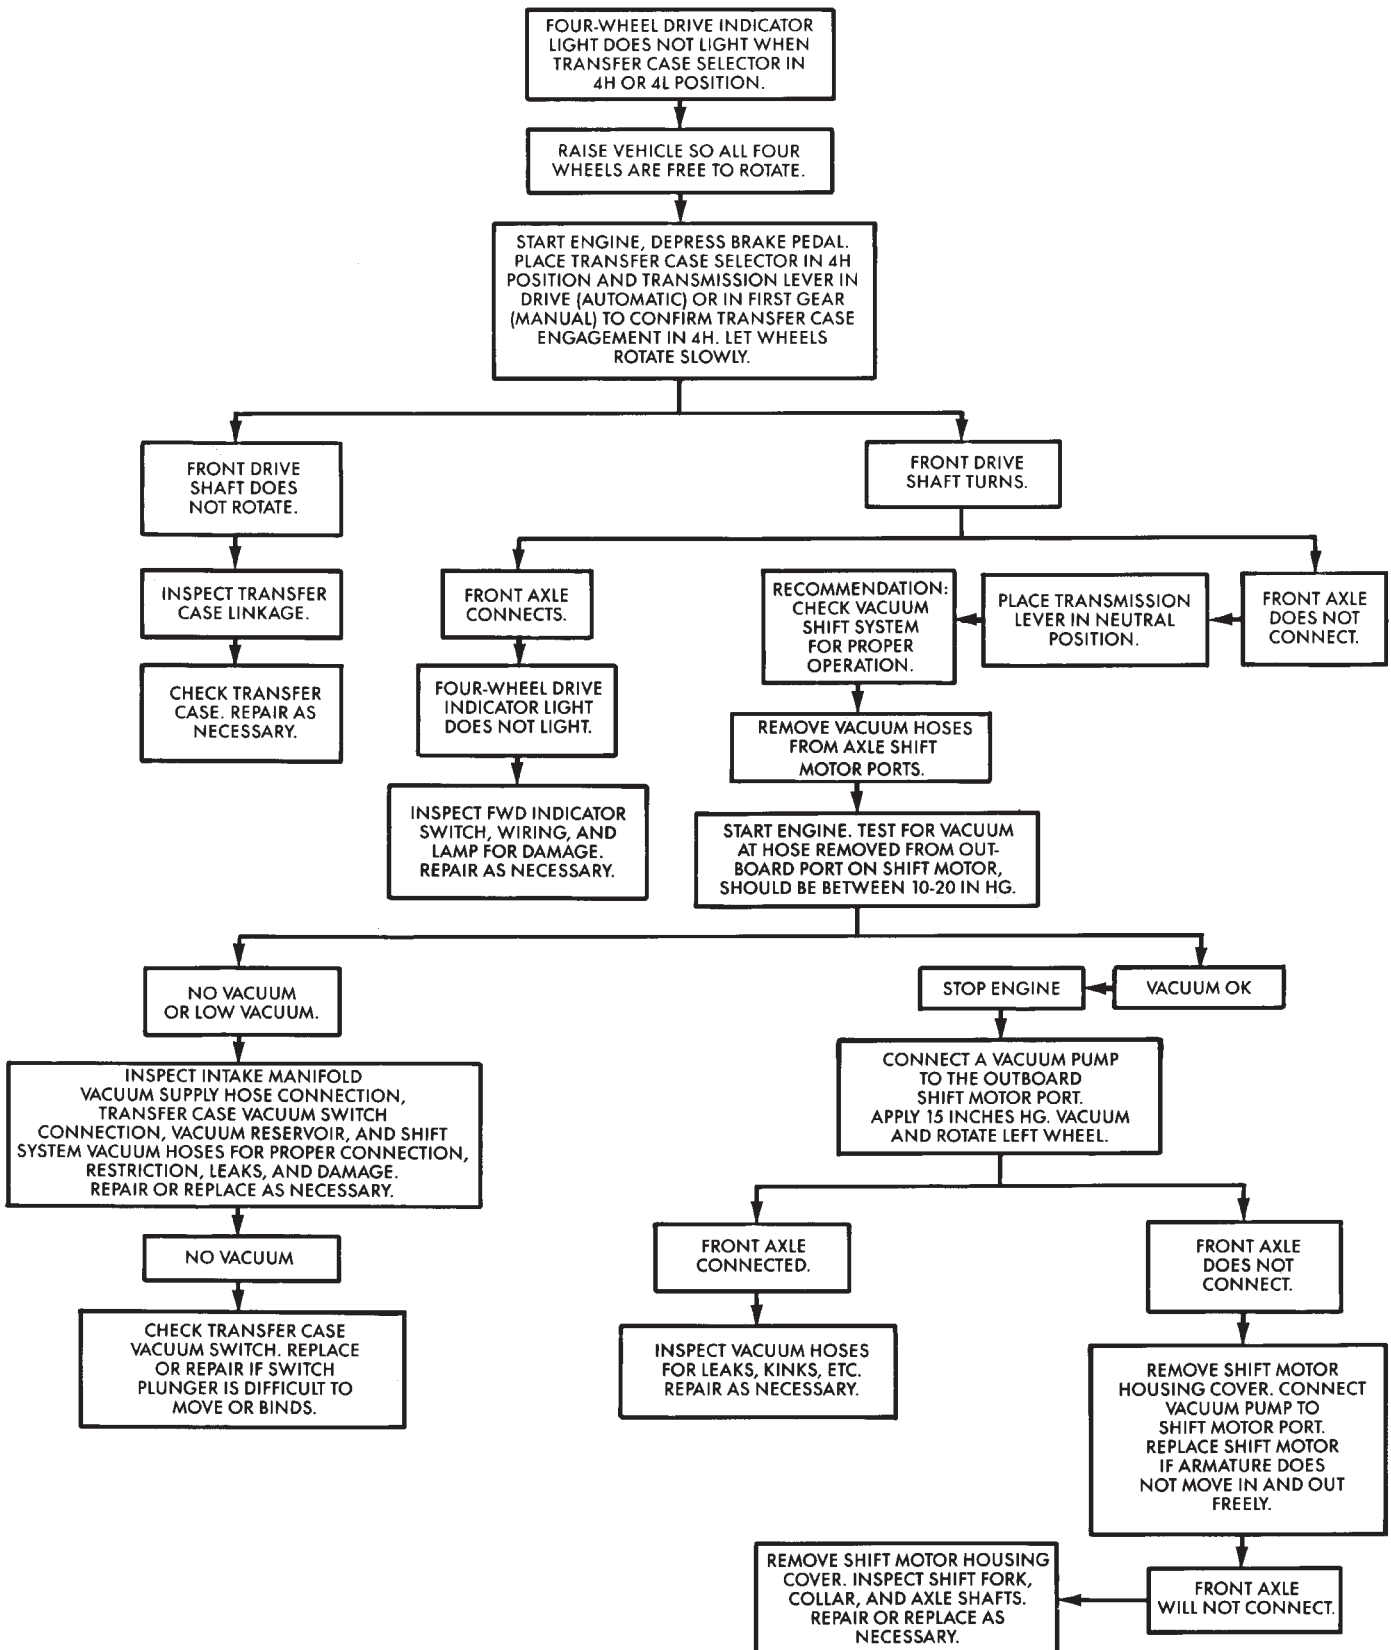 FOUR-WHEEL DRIVE INDICATOR
LIGHT DOES NOT LIGHT WHEN
TRANSFER CASE SELECTOR IN
4H OR 4L POSITION.
RAISE VEHICLE SO ALL FOUR
WHEELS ARE FREE TO ROTATE.
START ENGINE, DEPRESS BRAKE PEDAL.
PLACE TRANSFER CASE SELECTOR IN 4H
POSITION AND TRANSMISSION LEVER IN
DRIVE (AUTOMATIC) OR IN FIRST GEAR
(MANUAL) TO CONFIRM TRANSFER CASE
ENGAGEMENT IN 4H. LET WHEELS
ROTATE SLOWLY.
FRONT DRIVE
SHAFT DOES
NOT ROTATE.
INSPECT TRANSFER
CASE LINKAGE.
CHECK TRANSFER
CASE. REPAIR AS
NECESSARY.
FRONT DRIVE
SHAFT TURNS.
FRONT AXLE
CONNECTS.
FOUR-WHEEL DRIVE
INDICATOR LIGHT
DOES NOT LIGHT.
INSPECT FWD INDICATOR
SWITCH, WIRING, AND
LAMP FOR DAMAGE.
REPAIR AS NECESSARY.
FRONT AXLE
DOES NOT
CONNECT.
PLACE TRANSMISSION
LEVER IN NEUTRAL
POSITION.
RECOMMENDATION:
CHECK VACUUM
SHIFT SYSTEM
FOR PROPER
OPERATION.
REMOVE VACUUM HOSES
FROM AXLE SHIFT
MOTOR PORTS.
START ENGINE. TEST FOR VACUUM
AT HOSE REMOVED FROM OUT-
BOARD PORT ON SHIFT MOTOR,
SHOULD BE BETWEEN 10-20 IN HG.
NO VACUUM
OR LOW VACUUM.
INSPECT INTAKE MANIFOLD
VACUUM SUPPLY HOSE CONNECTION,
TRANSFER CASE VACUUM SWITCH
CONNECTION, VACUUM RESERVOIR, AND SHIFT
SYSTEM VACUUM HOSES FOR PROPER CONNECTION,
RESTRICTION, LEAKS, AND DAMAGE.
REPAIR OR REPLACE AS NECESSARY.
NO VACUUM
CHECK TRANSFER CASE
VACUUM SWITCH. REPLACE
OR REPAIR IF SWITCH
PLUNGER IS DIFFICULT TO
MOVE OR BINDS.
VACUUM OK
STOP ENGINE
CONNECT A VACUUM PUMP
TO THE OUTBOARD
SHIFT MOTOR PORT.
APPLY 15 INCHES HG. VACUUM
AND ROTATE LEFT WHEEL.
FRONT AXLE
CONNECTED.
INSPECT VACUUM HOSES
FOR LEAKS, KINKS, ETC.
REPAIR AS NECESSARY.
FRONT AXLE
DOES NOT
CONNECT.
REMOVE SHIFT MOTOR
HOUSING COVER. CONNECT
VACUUM PUMP TO
SHIFT MOTOR PORT.
REPLACE SHIFT MOTOR
IF ARMATURE DOES
NOT MOVE IN AND OUT
FREELY.
FRONT AXLE
WILL NOT CONNECT.
REMOVE SHIFT MOTOR HOUSING
COVER. INSPECT SHIFT FORK,
COLLAR, AND AXLE SHAFTS.
REPAIR OR REPLACE AS
NECESSARY.